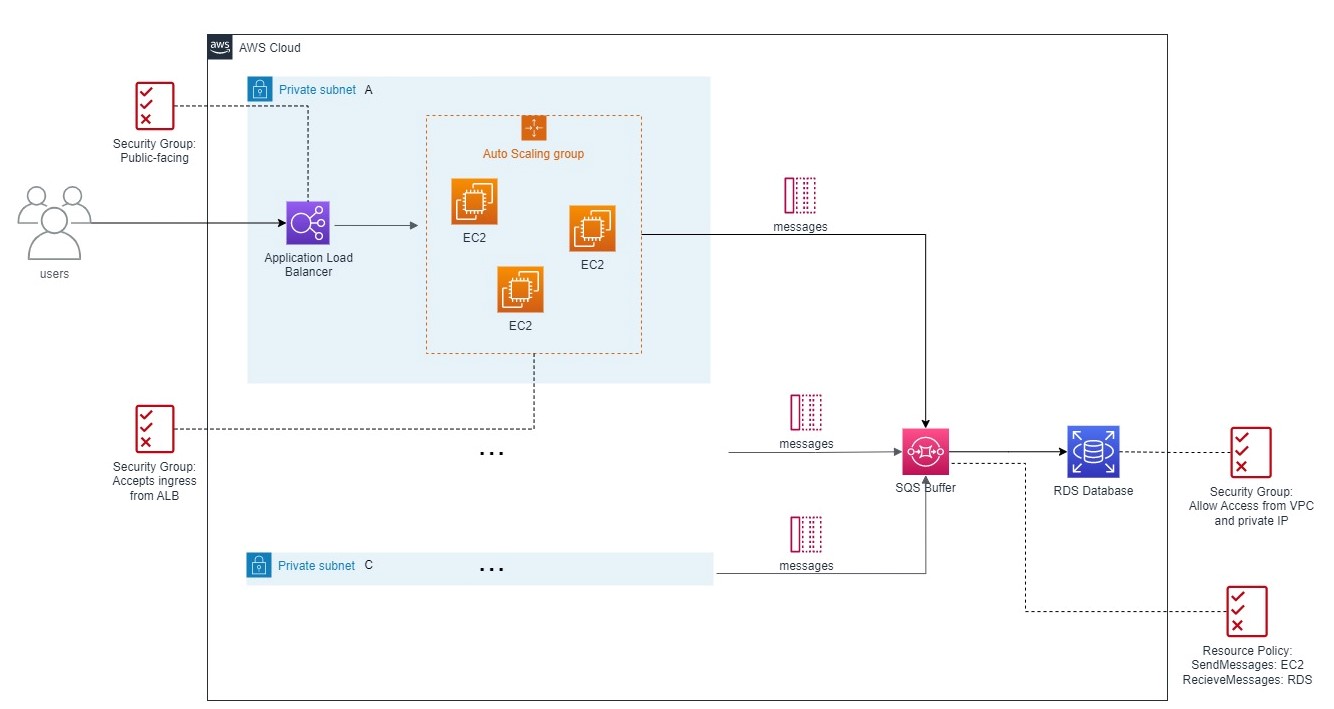 aws
AWS Cloud
Private subnet A
Security Group:
Public-facing
Auto Scaling group
EC2
EC2
EC2
messages
users
Application Load
Balancer
Security Group:
Accepts ingress
from ALB
...
messages
SQS Buffer
RDS Database
Security Group:
Allow Access from VPC
and private IP
Private subnet C
...
messages
Resource Policy:
SendMessages: EC2
RecieveMessages: RDS